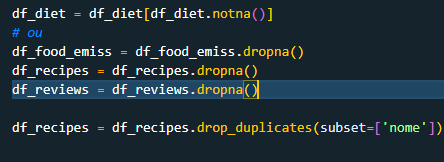 df_diet = df_diet[df_diet.notna()]
# ou
df_food_emiss = df_food_emiss.dropna()
df_recipes = df_recipes.dropna()
df_reviews = df_reviews.dropna()
df_recipes = df_recipes.drop_duplicates(subset=['nome'])